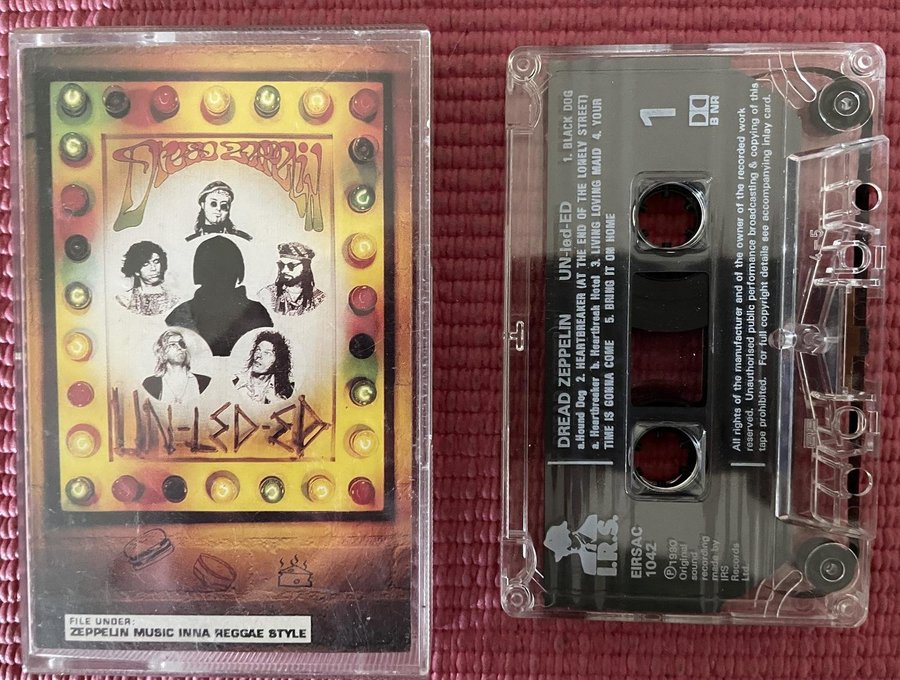 DREAD ZEPPELIN
UN-LED-ED
FILE UNDER:
ZEPPELIN MUSIC INNA REGGAE STYLE
DREAD ZEPPELIN UN-led-ED 1. BLACK DOG
a.Hound Dog 2. HEARTBREAKER (AT THE END OF THE LONELY STREET)
a. Heartbreaker b. Heartbreak Hotel 3. LIVING LOVING MAID 4. YOUR
TIME IS GONNA COME 5. BRING IT ON HOME
1
B NR
I.R.S.
EIRSAC
1042
℗1990
Original
sound
recording
made by
IRS
Records
Ltd.
All rights of the manufacturer and of the owner of the recorded work
reserved. Unauthorised public performance broadcasting & copying of this
tape prohibited. For full copyright details see accompanying inlay card.